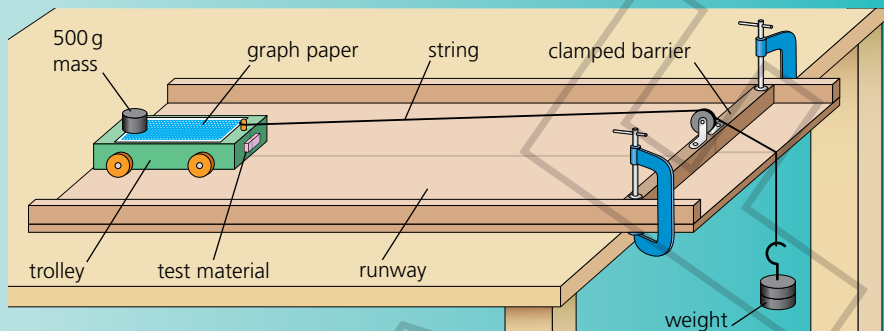 500 g
mass
graph paper
string
clamped barrier
trolley
test material
runway
weight